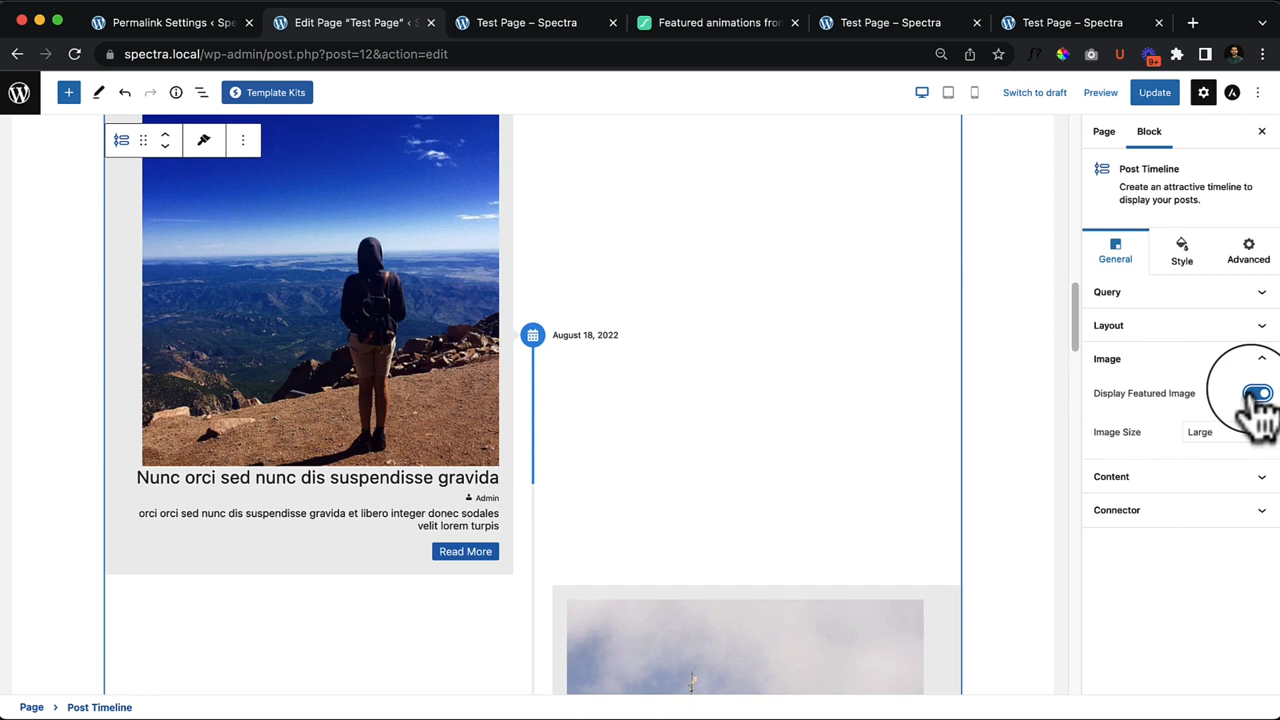 Permalink Settings ‹ Spe
Edit Page "Test Page" ‹ S
Test Page – Spectra
Featured animations from
Test Page – Spectra
Test Page – Spectra
spectra.local/wp-admin/post.php?post=12&action=edit
9+
Template Kits
Switch to draft
Preview
Update
Page
Block
Post Timeline
Create an attractive timeline to
display your posts.
General
Style
Advanced
Query
Layout
Image
Display Featured Image
Image Size
Large
Content
Connector
August 18, 2022
Nunc orci sed nunc dis suspendisse gravida
Admin
orci orci sed nunc dis suspendisse gravida et libero integer donec sodales
velit lorem turpis
Read More
Page › Post Timeline